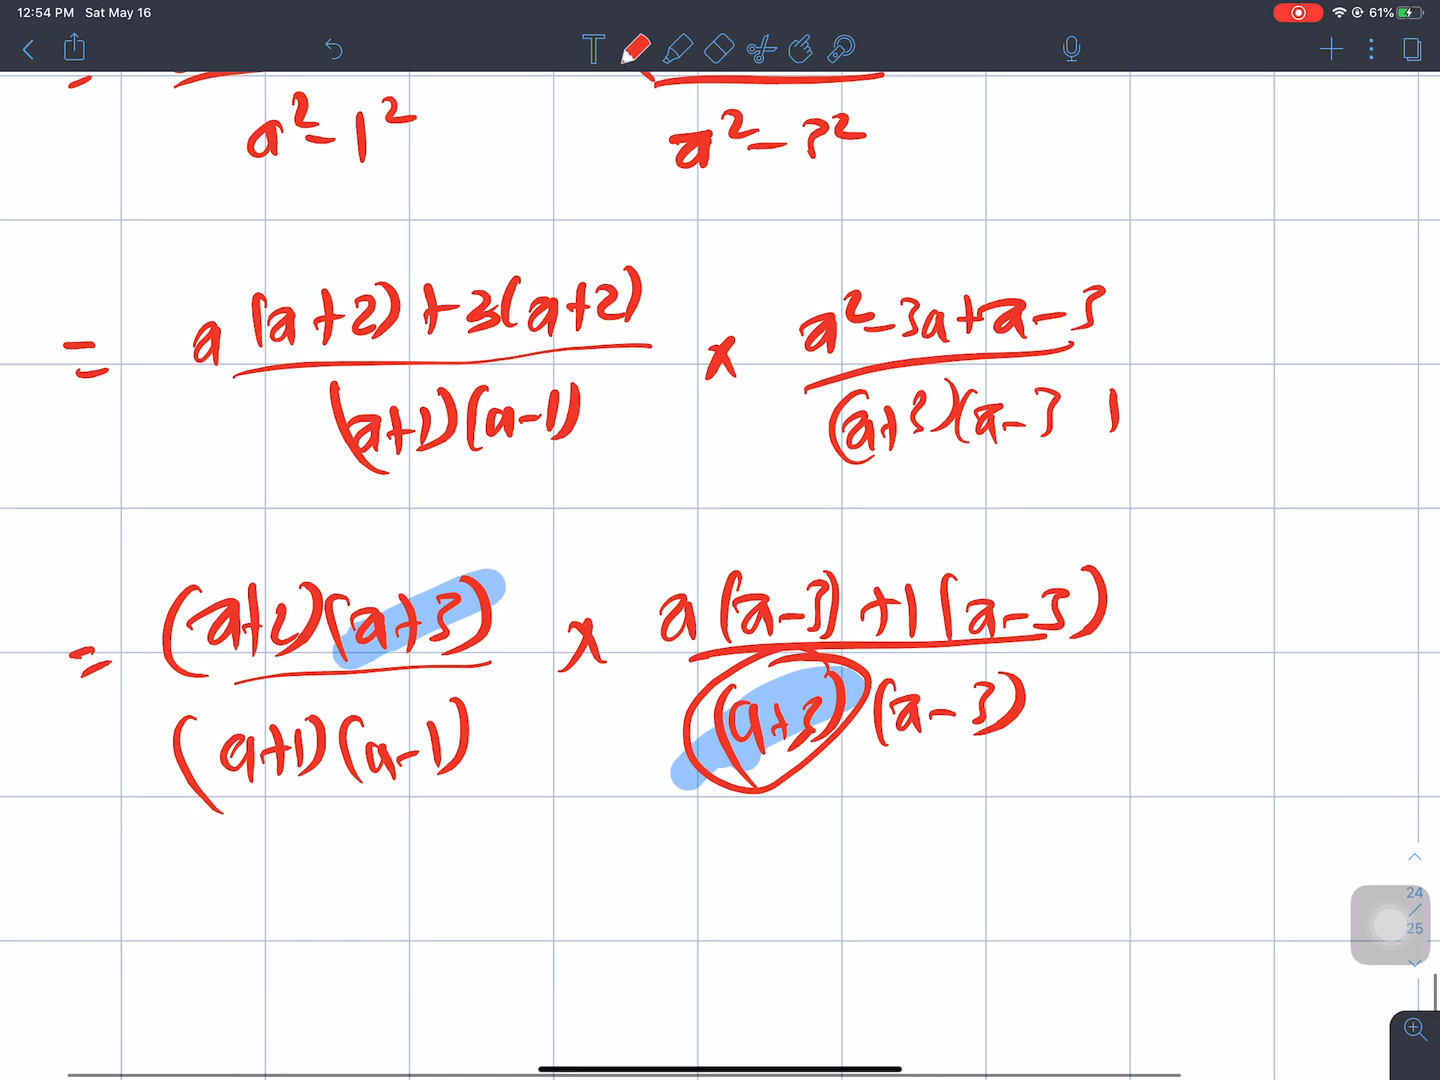 12:54 PM Sat May 16 61%
T
= a² - 1² a² - 3²
= a(a+2)+3(a+2) / (a+1)(a-1) × a²-3a+a-3 / (a+3)(a-3)
= (a+2)(a+3) / (a+1)(a-1) × a(a-3)+1(a-3) / (a+3)(a-3)
24
/
25